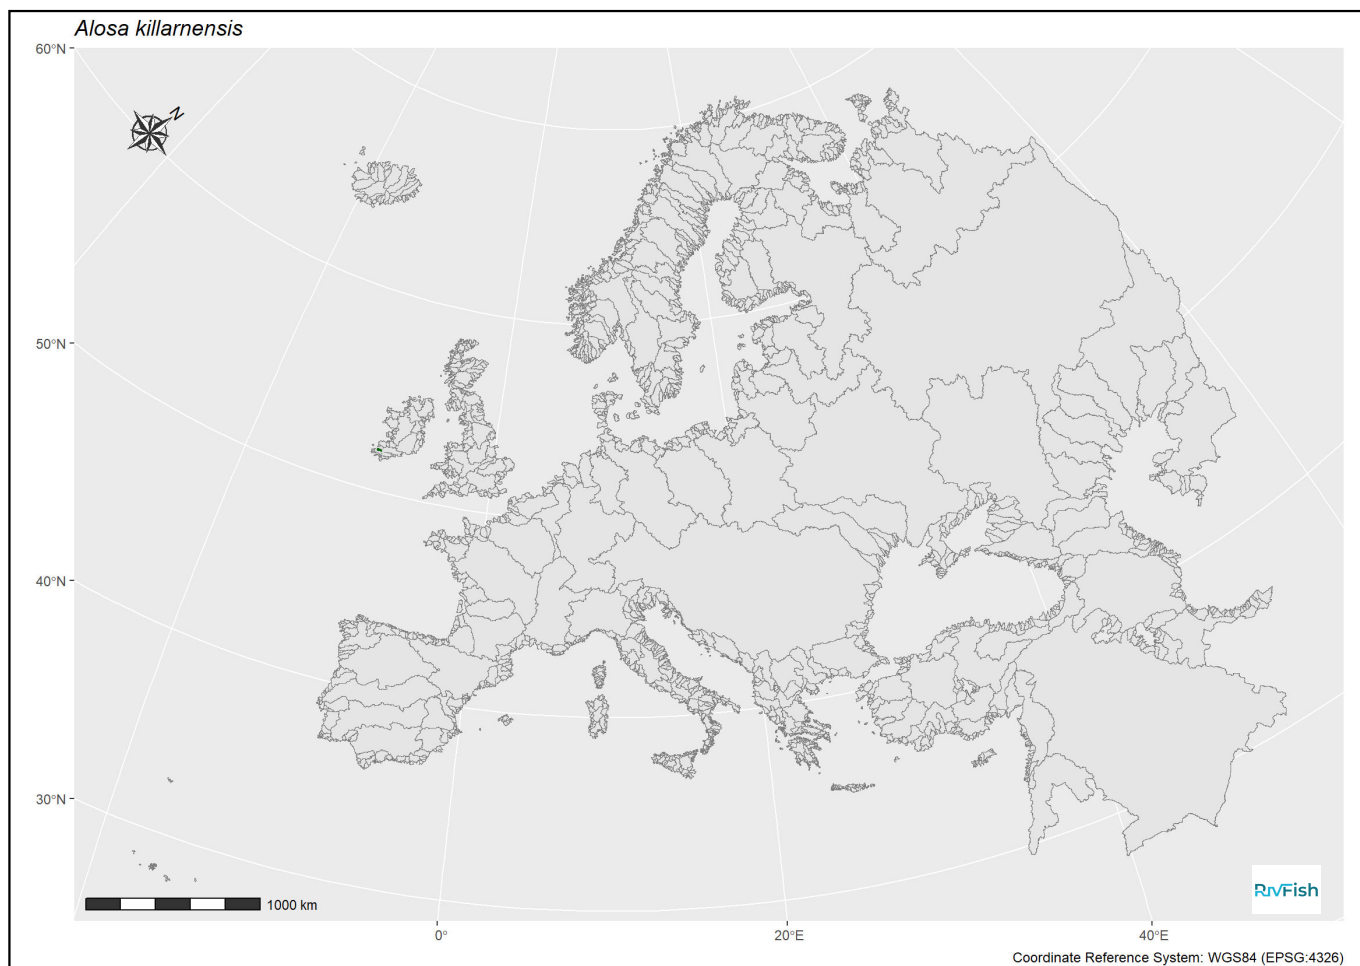 Alosa killarnensis
60°N
N
50°N
40°N
30°N
RivFish
1000 km
0°
20°E
40°E
Coordinate Reference System: WGS84 (EPSG:4326)